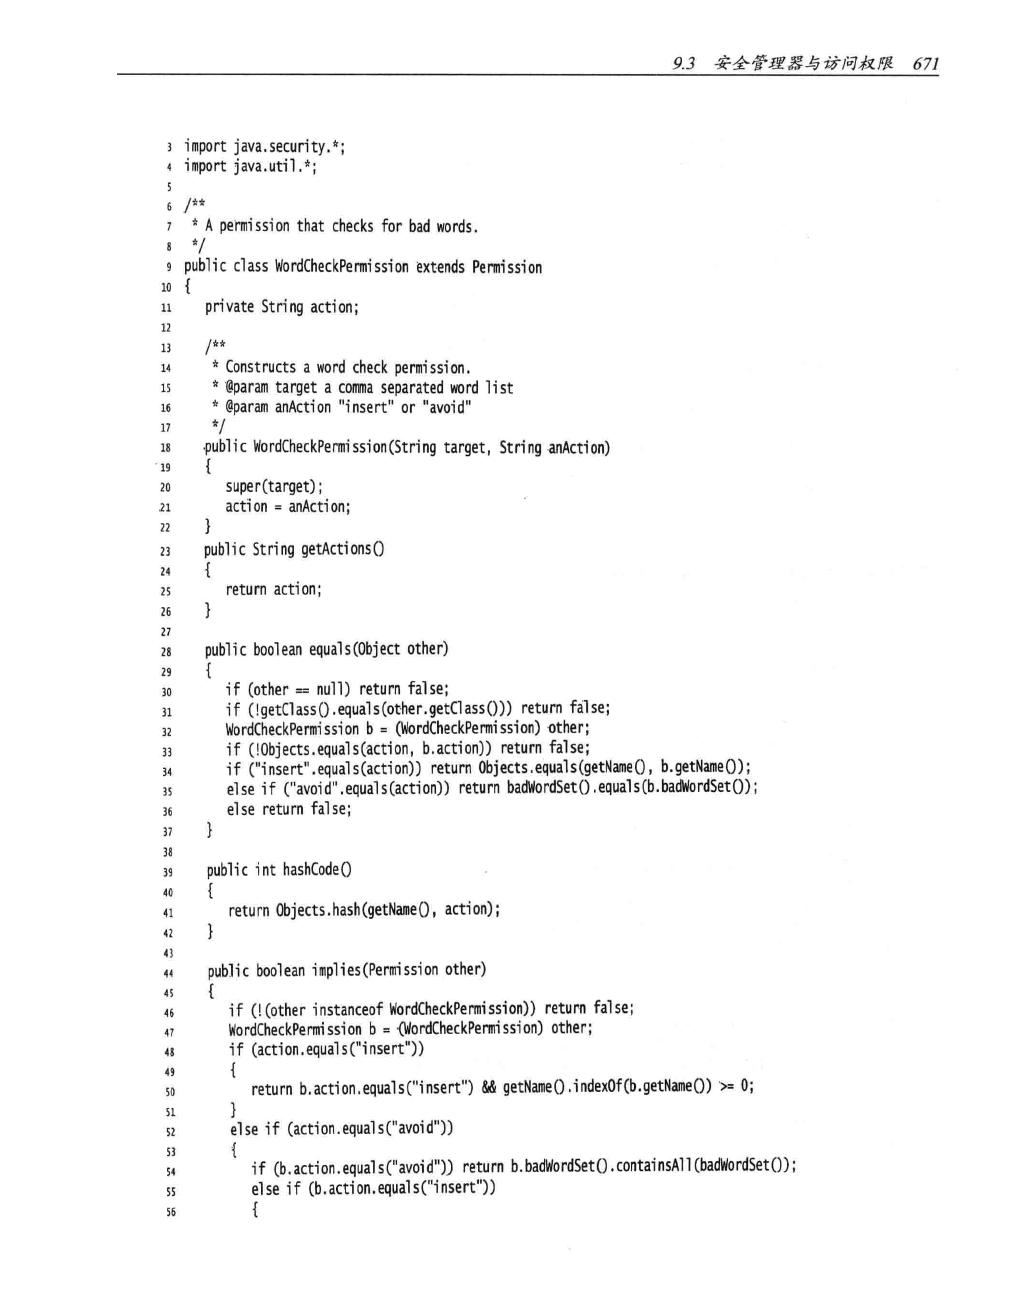 9.3 安全管理器与访问权限 671
3 import java.security.*;
4 import java.util.*;
5
6 /**
7 * A permission that checks for bad words.
8 */
9 public class WordCheckPermission extends Permission
10 {
11 private String action;
12
13 /**
14 * Constructs a word check permission.
15 * @param target a comma separated word list
16 * @param anAction "insert" or "avoid"
17 */
18 public WordCheckPermission(String target, String anAction)
19 {
20 super(target);
21 action = anAction;
22 }
23 public String getActions()
24 {
25 return action;
26 }
27
28 public boolean equals(Object other)
29 {
30 if (other == null) return false;
31 if (!getClass().equals(other.getClass())) return false;
32 WordCheckPermission b = (WordCheckPermission) other;
33 if (!Objects.equals(action, b.action)) return false;
34 if ("insert".equals(action)) return Objects.equals(getName(), b.getName());
35 else if ("avoid".equals(action)) return badWordSet().equals(b.badWordSet());
36 else return false;
37 }
38
39 public int hashCode()
40 {
41 return Objects.hash(getName(), action);
42 }
43
44 public boolean implies(Permission other)
45 {
46 if (!(other instanceof WordCheckPermission)) return false;
47 WordCheckPermission b = (WordCheckPermission) other;
48 if (action.equals("insert"))
49 {
50 return b.action.equals("insert") && getName().indexOf(b.getName()) >= 0;
51 }
52 else if (action.equals("avoid"))
53 {
54 if (b.action.equals("avoid")) return b.badWordSet().containsAll(badWordSet());
55 else if (b.action.equals("insert"))
56 {